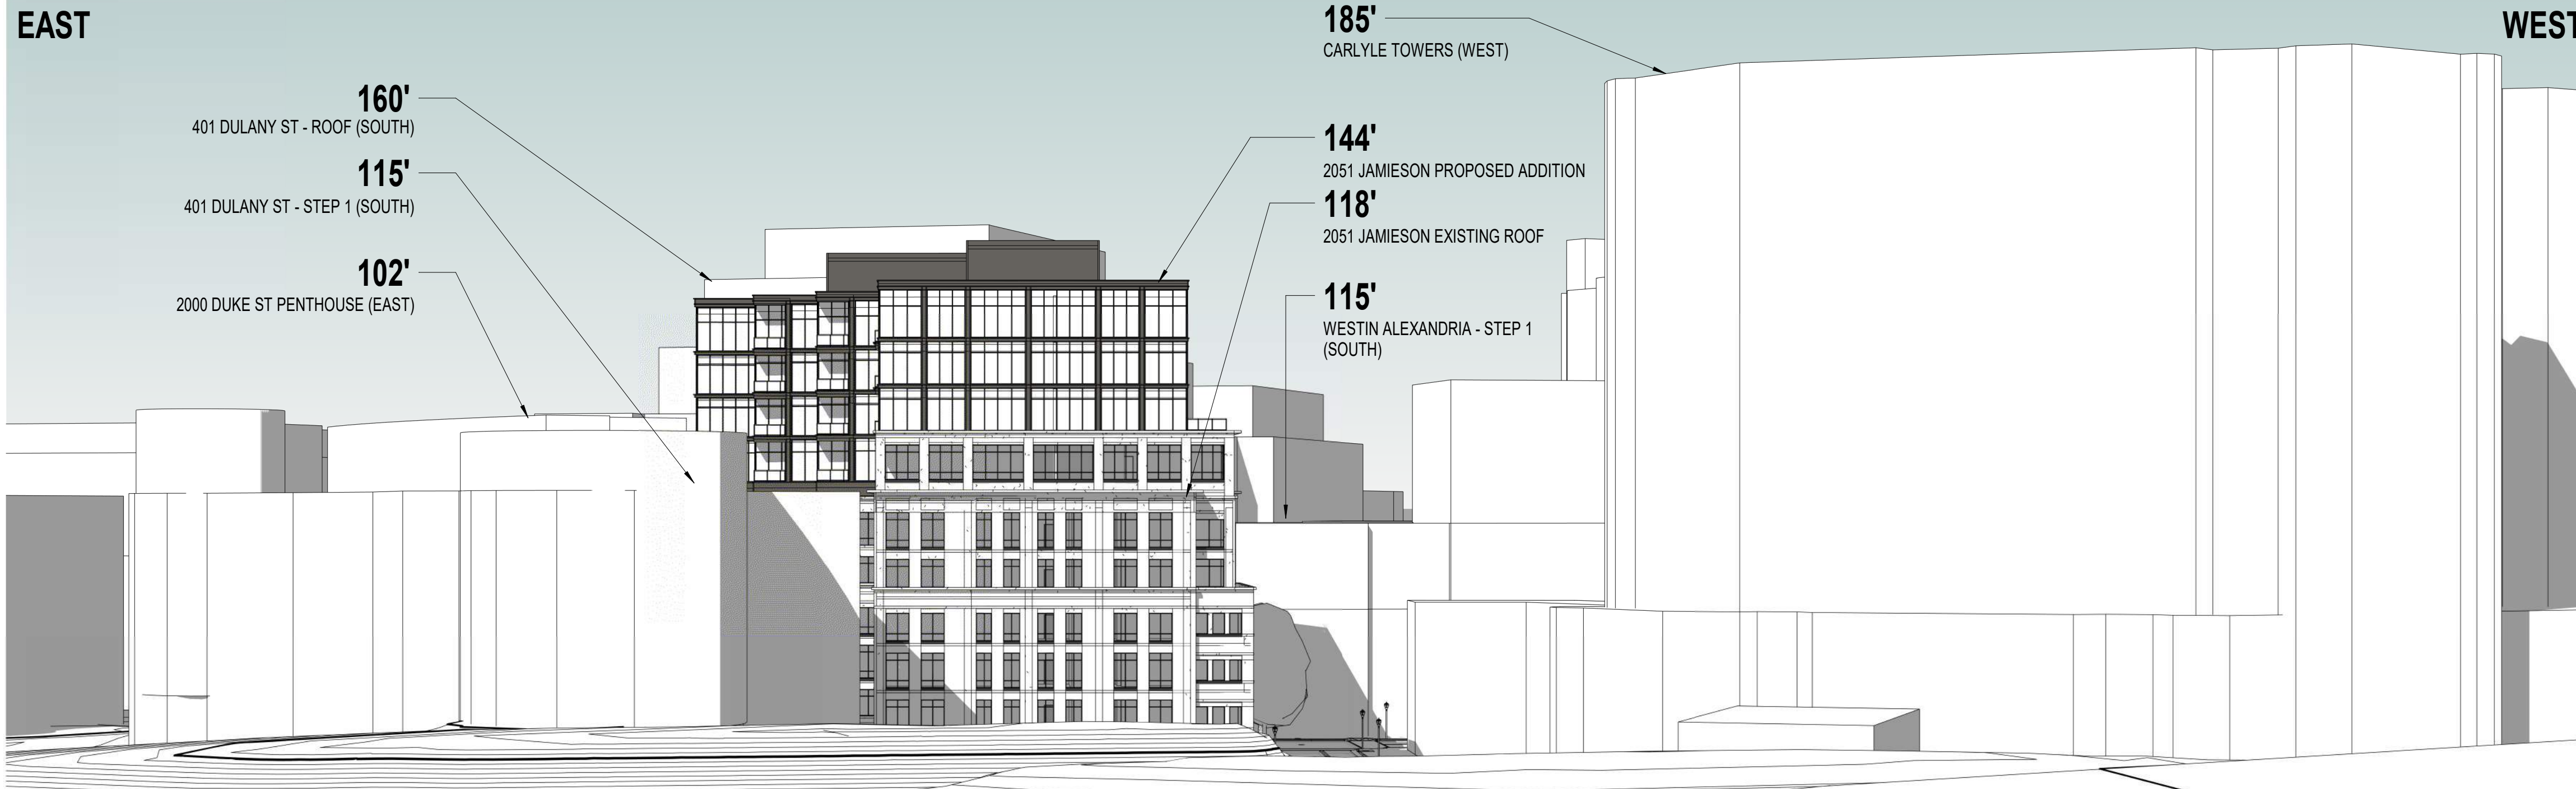 EAST
160'
401 DULANY ST - ROOF (SOUTH)
115'
401 DULANY ST - STEP 1 (SOUTH)
102'
2000 DUKE ST PENTHOUSE (EAST)
185'
CARLYLE TOWERS (WEST)
144'
2051 JAMIESON PROPOSED ADDITION
118'
2051 JAMIESON EXISTING ROOF
115'
WESTIN ALEXANDRIA - STEP 1
(SOUTH)
WEST